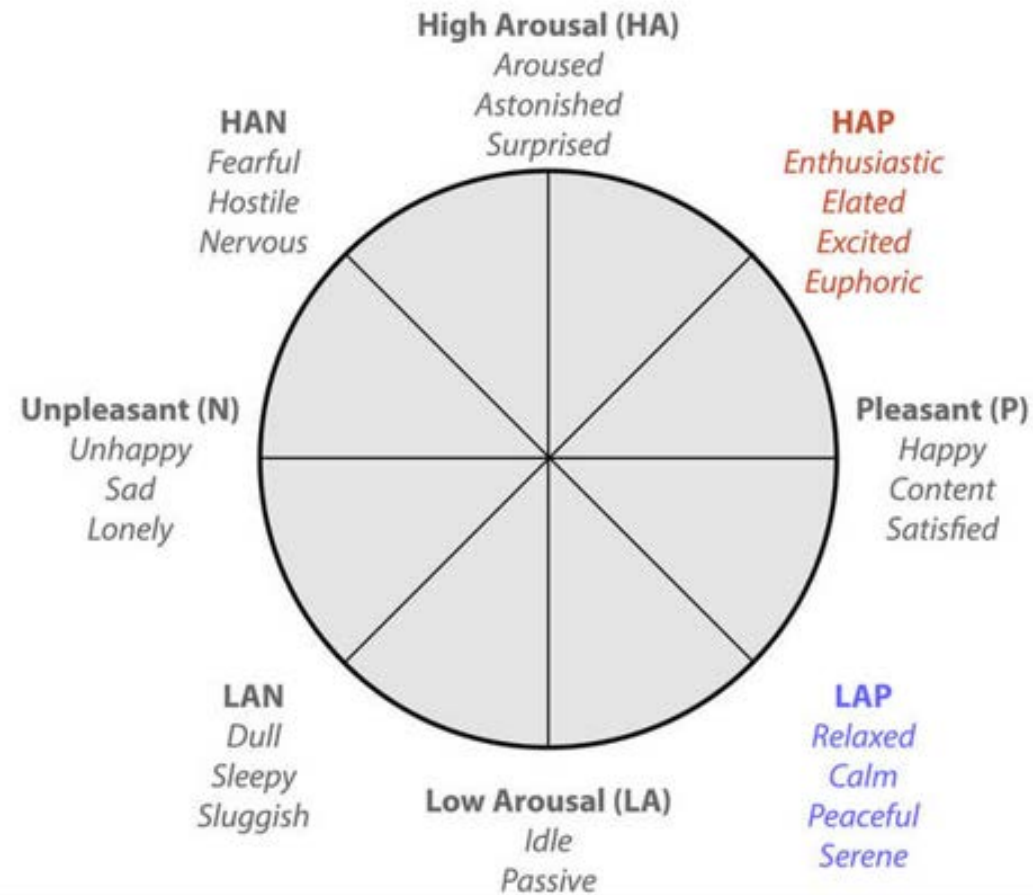 High Arousal (HA)
Aroused
Astonished
Surprised
HAN
Fearful
Hostile
Nervous
HAP
Enthusiastic
Elated
Excited
Euphoric
Unpleasant (N)
Unhappy
Sad
Lonely
Pleasant (P)
Happy
Content
Satisfied
LAN
Dull
Sleepy
Sluggish
Low Arousal (LA)
Idle
Passive
LAP
Relaxed
Calm
Peaceful
Serene